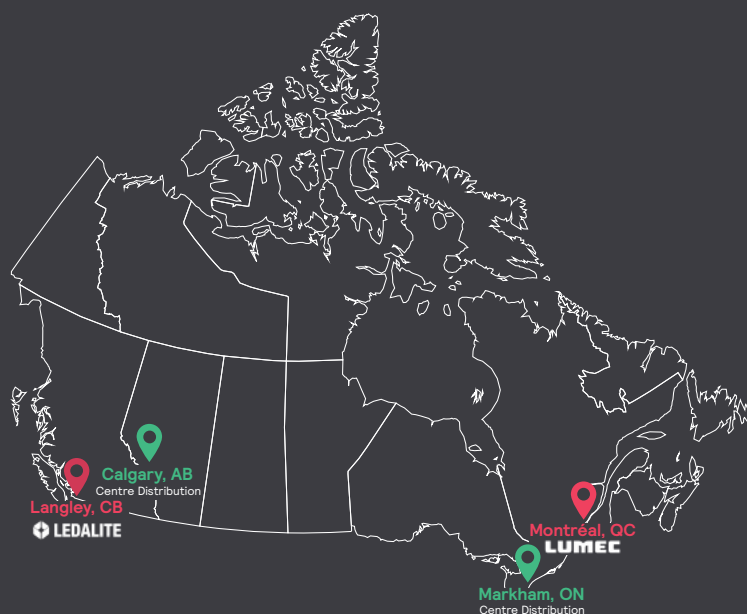 Calgary, AB
Centre Distribution
Langley, CB
LEDALITE
Montréal, QC
LUMEC
Markham, ON
Centre Distribution